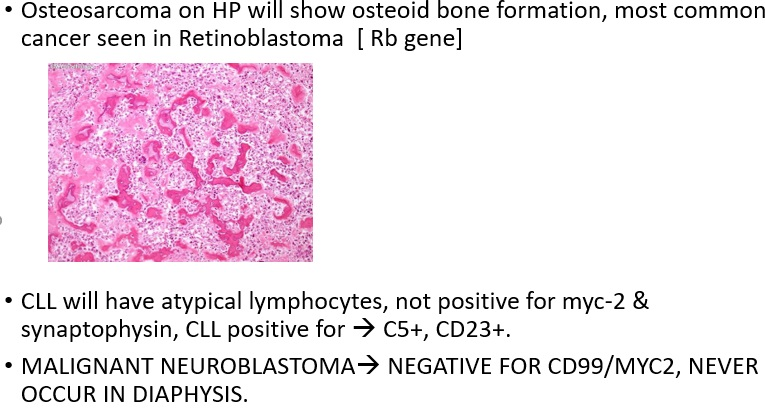 • Osteosarcoma on HP will show osteoid bone formation, most common
cancer seen in Retinoblastoma [ Rb gene]
• CLL will have atypical lymphocytes, not positive for myc-2 &
synaptophysin, CLL positive for → C5+, CD23+.
• MALIGNANT NEUROBLASTOMA→ NEGATIVE FOR CD99/MYC2, NEVER
OCCUR IN DIAPHYSIS.